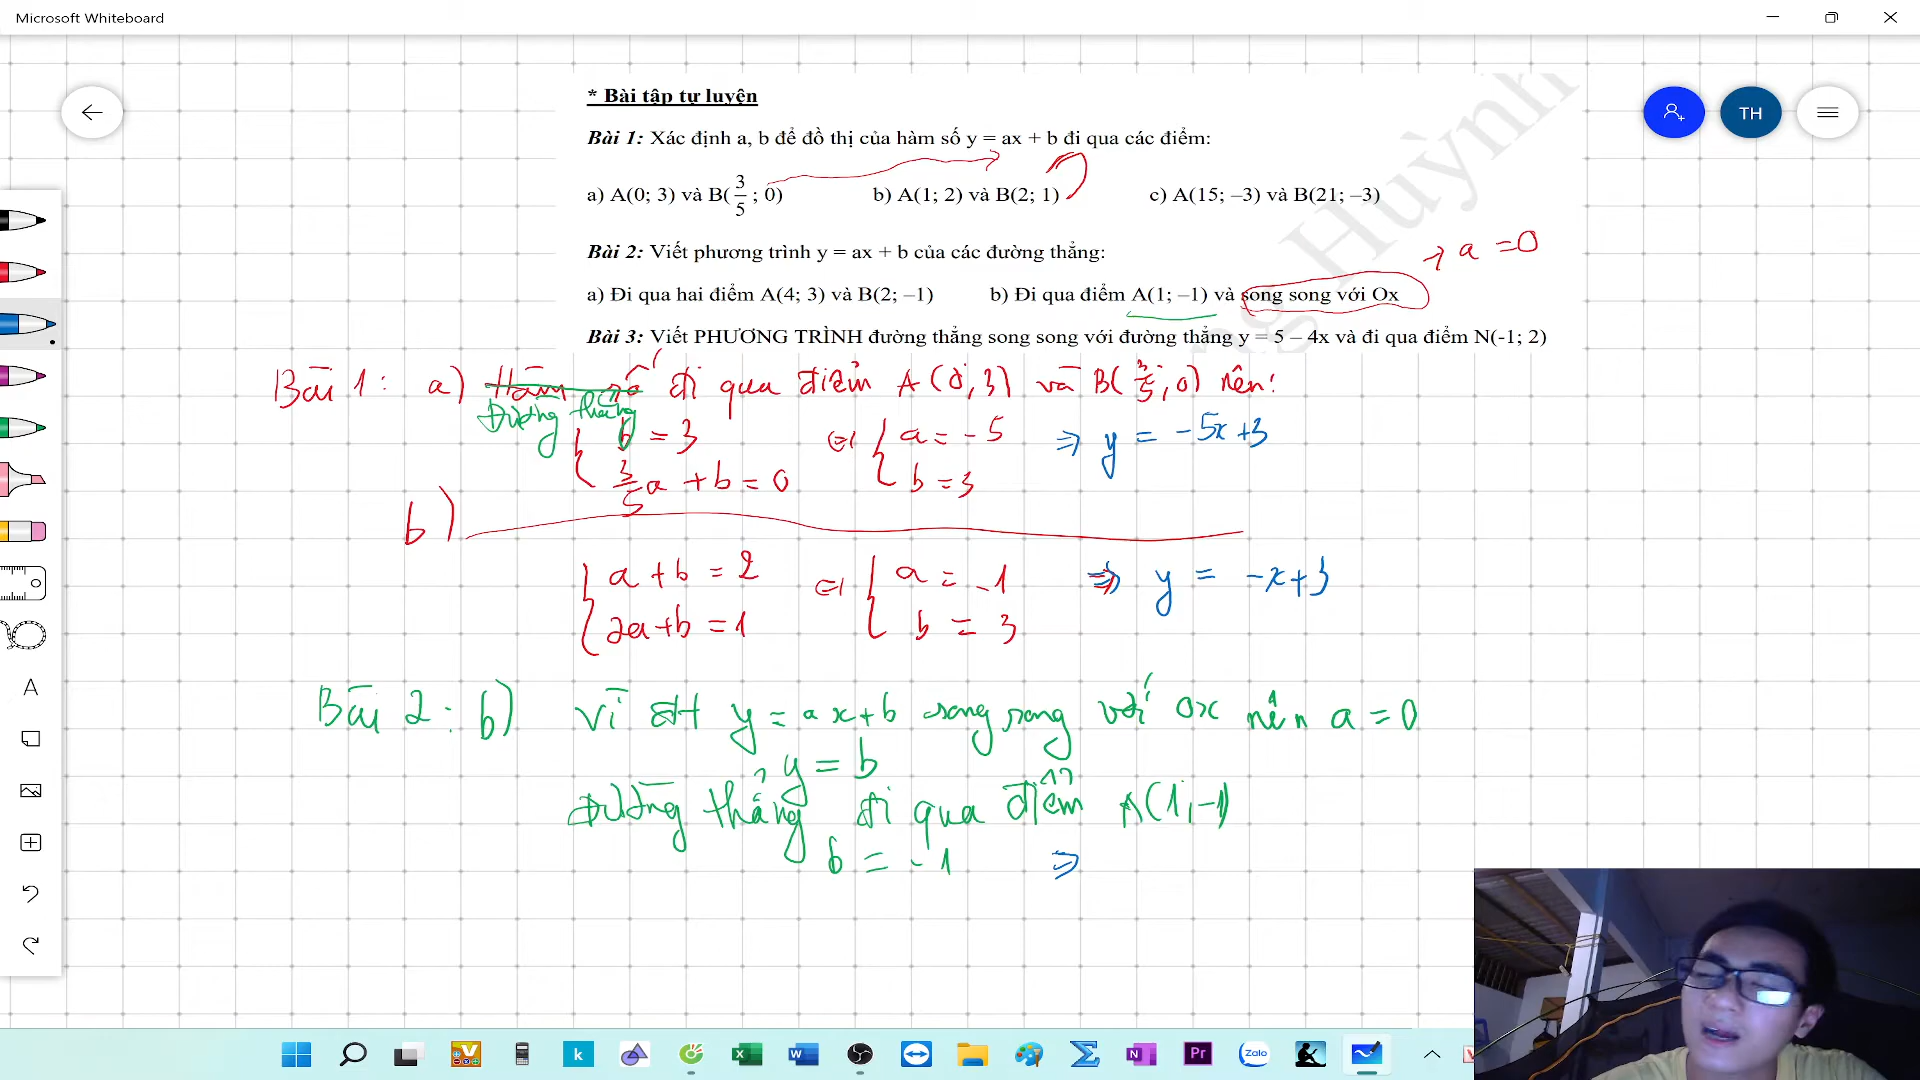 Microsoft Whiteboard
* Bài tập tự luyện
Bài 1: Xác định a, b để đồ thị của hàm số y = ax + b đi qua các điểm:
a) A(0; 3) và B(3/5; 0) b) A(1; 2) và B(2; 1) c) A(15; –3) và B(21; –3)
Bài 2: Viết phương trình y = ax + b của các đường thẳng:
→ a = 0
a) Đi qua hai điểm A(4; 3) và B(2; –1) b) Đi qua điểm A(1; –1) và song song với Ox
Bài 3: Viết PHƯƠNG TRÌNH đường thẳng song song với đường thẳng y = 5 – 4x và đi qua điểm N(-1; 2)
Huỳnh
TH
Bài 1: a) Hàm số đi qua điểm A(0;3) và B(3/5;0) nên:
Đường thẳng
b = 3 ⇔ a = -5 ⇒ y = -5x+3
3/5a + b = 0 b = 3
b)
a + b = 2 ⇔ a = -1 ⇒ y = -x+3
2a+b = 1 b = 3
Bài 2: b) Vì ĐTH y = ax+b song song với Ox nên a = 0
y = b
Đường thẳng đi qua điểm A(1;-1)
b = -1 ⇒
A
k
Zalo
Pr